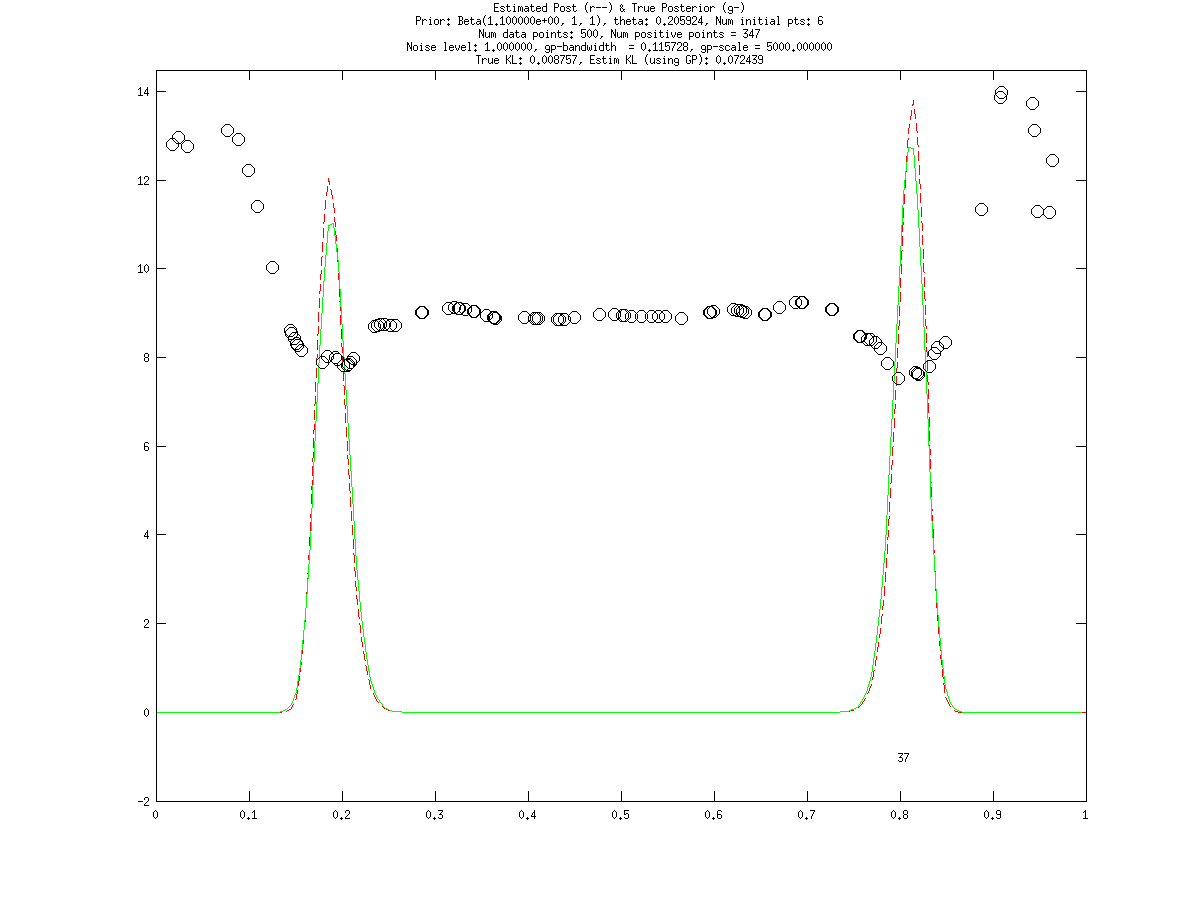 Estimated Post (r--) & True Posterior (g-)
Prior: Beta(1.100000e+00, 1, 1), theta: 0.205924, Num initial pts: 6
Num data points: 500, Num positive points = 347
Noise level: 1.000000, gp-bandwidth  = 0.115728, gp-scale = 5000.000000
True KL: 0.008757, Estim KL (using GP): 0.072439
14
12
10
8
6
4
2
0
37
-2
0 0.1 0.2 0.3 0.4 0.5 0.6 0.7 0.8 0.9 1